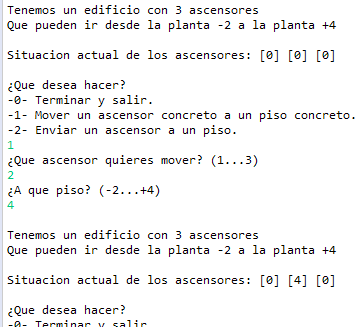 Tenemos un edificio con 3 ascensores
Que pueden ir desde la planta -2 a la planta +4
Situacion actual de los ascensores: [0] [0] [0]
¿Que desea hacer?
-0- Terminar y salir.
-1- Mover un ascensor concreto a un piso concreto.
-2- Enviar un ascensor a un piso.
1
¿Que ascensor quieres mover? (1...3)
2
¿A que piso? (-2...+4)
4
Tenemos un edificio con 3 ascensores
Que pueden ir desde la planta -2 a la planta +4
Situacion actual de los ascensores: [0] [4] [0]
¿Que desea hacer?
-0- Terminar y salir